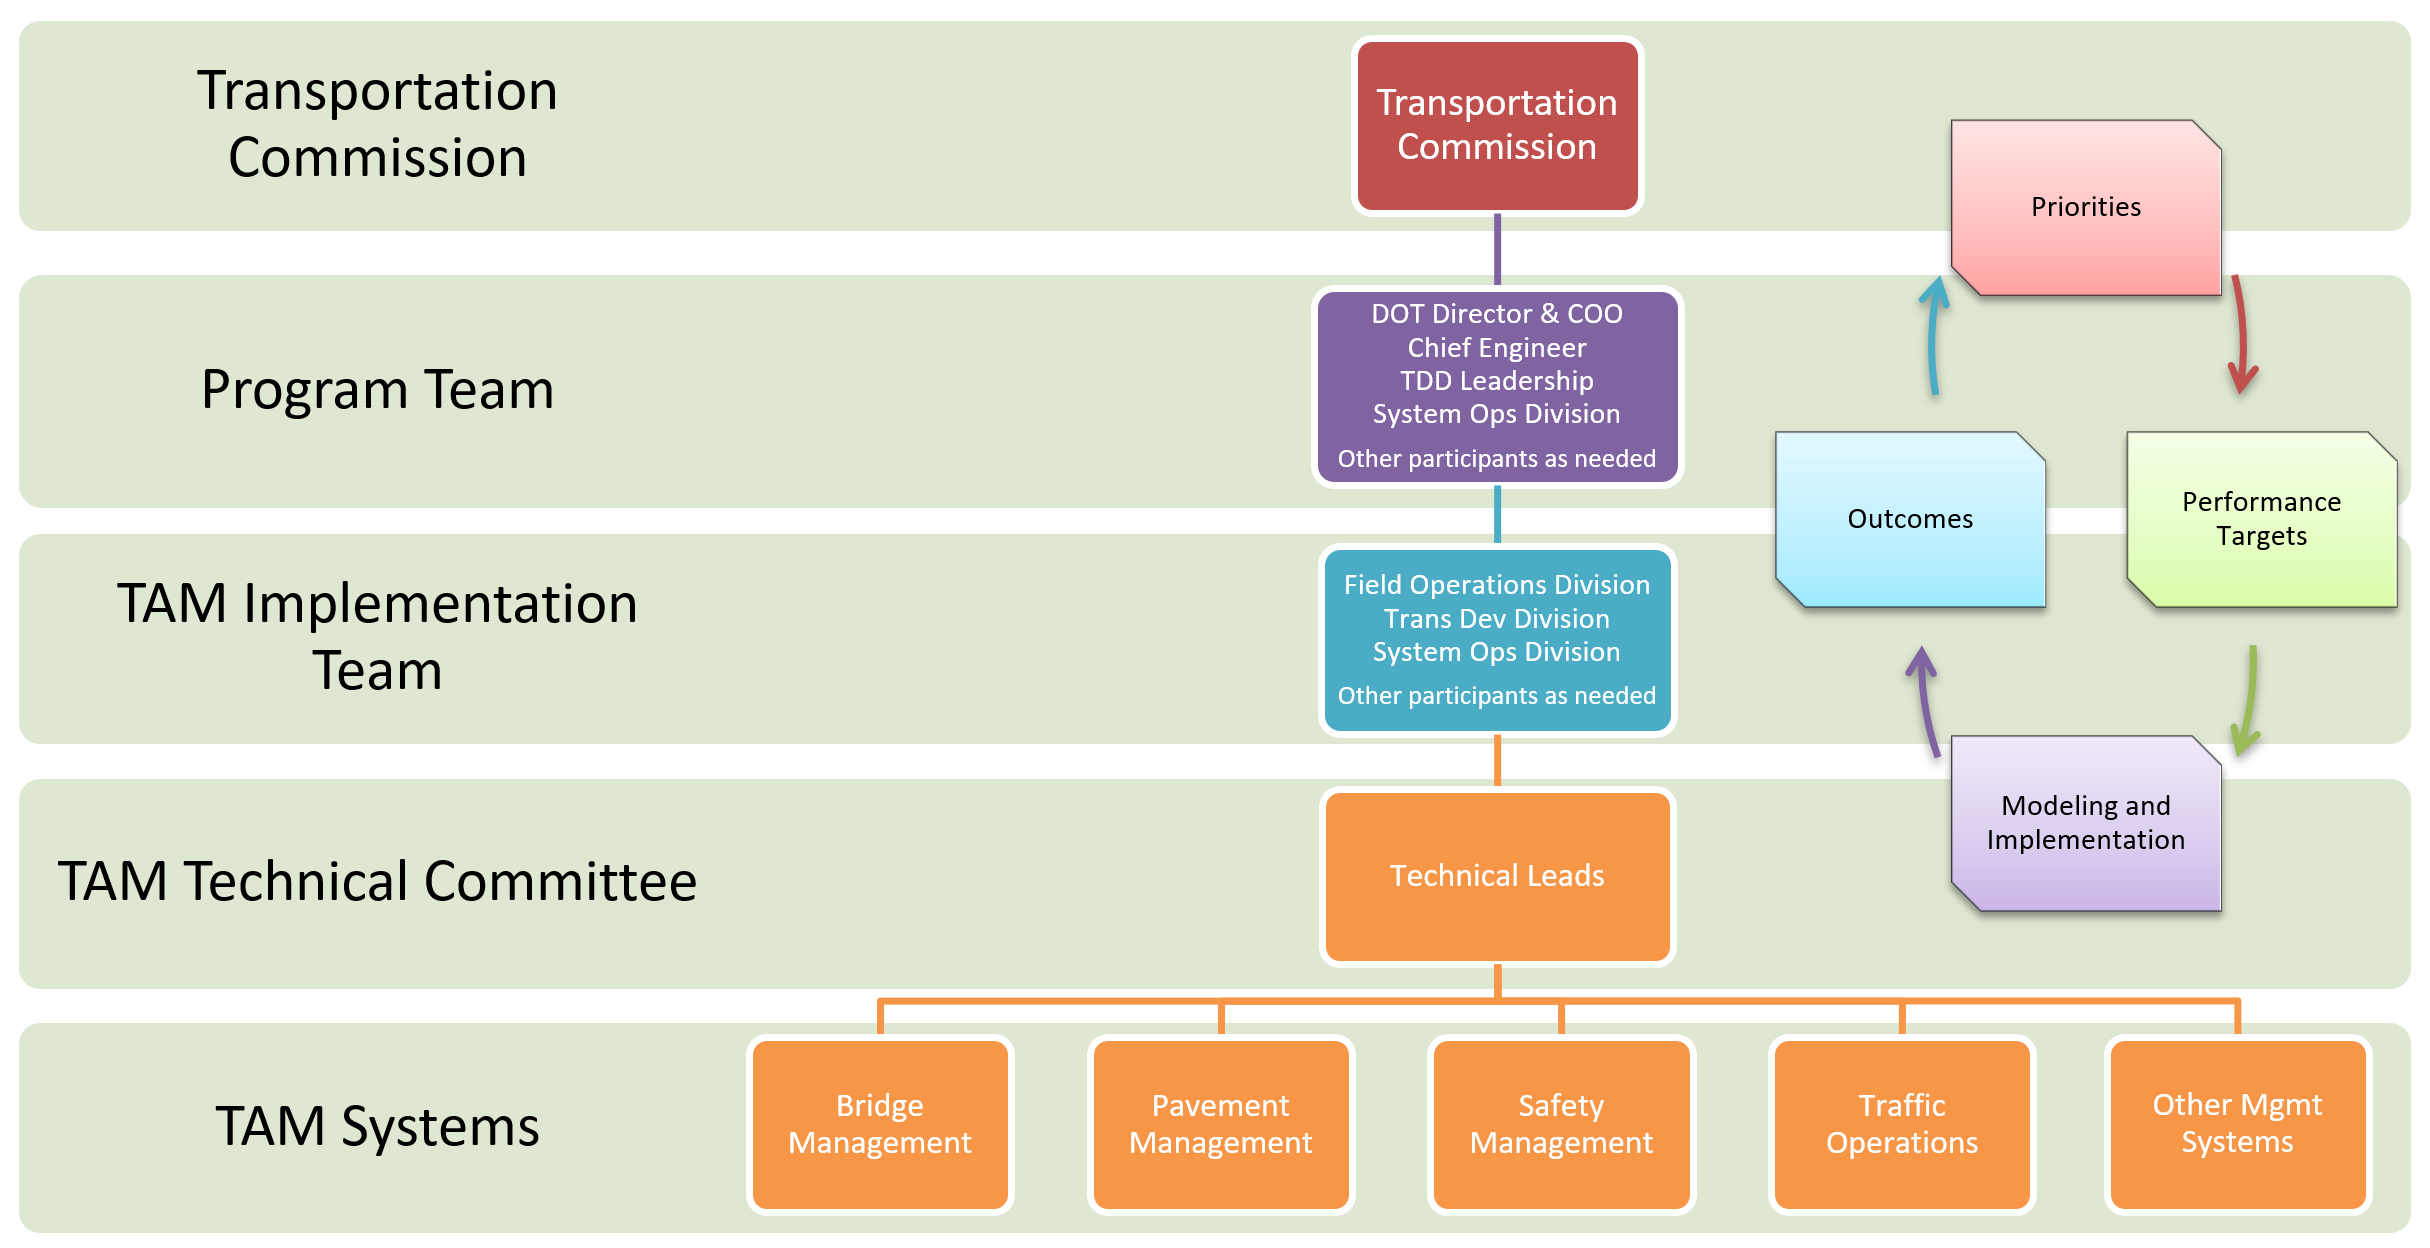 Transportation
Commission
Transportation
Commission
Priorities
Program Team
DOT Director & COO
Chief Engineer
TDD Leadership
System Ops Division
Other participants as needed
Outcomes
Performance
Targets
TAM Implementation
Team
Field Operations Division
Trans Dev Division
System Ops Division
Other participants as needed
TAM Technical Committee
Technical Leads
Modeling and
Implementation
TAM Systems
Bridge
Management
Pavement
Management
Safety
Management
Traffic
Operations
Other Mgmt
Systems